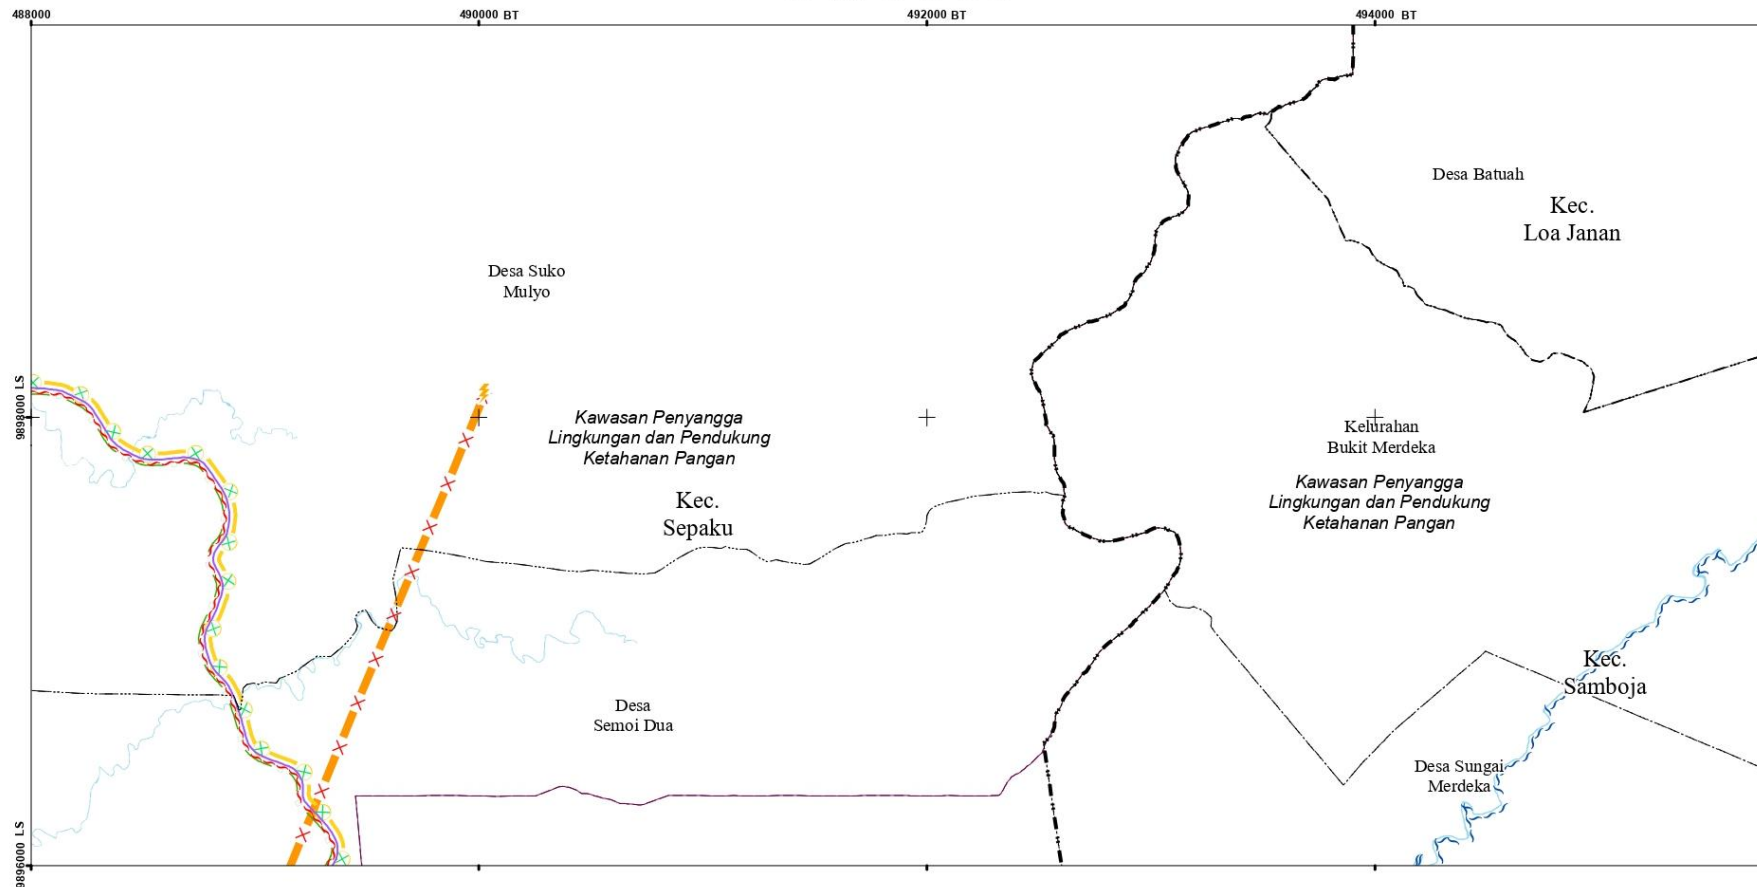 488000
490000 BT
492000 BT
494000 BT
Desa Batuah
Kec.
Loa Janan
Desa Suko
Mulyo
9898000 LS
Kawasan Penyangga
Lingkungan dan Pendukung
Ketahanan Pangan
Kelurahan
Bukit Merdeka
Kawasan Penyangga
Lingkungan dan Pendukung
Ketahanan Pangan
Kec.
Sepaku
Kec.
Samboja
Desa
Semoi Dua
Desa Sungai
Merdeka
9896000 LS